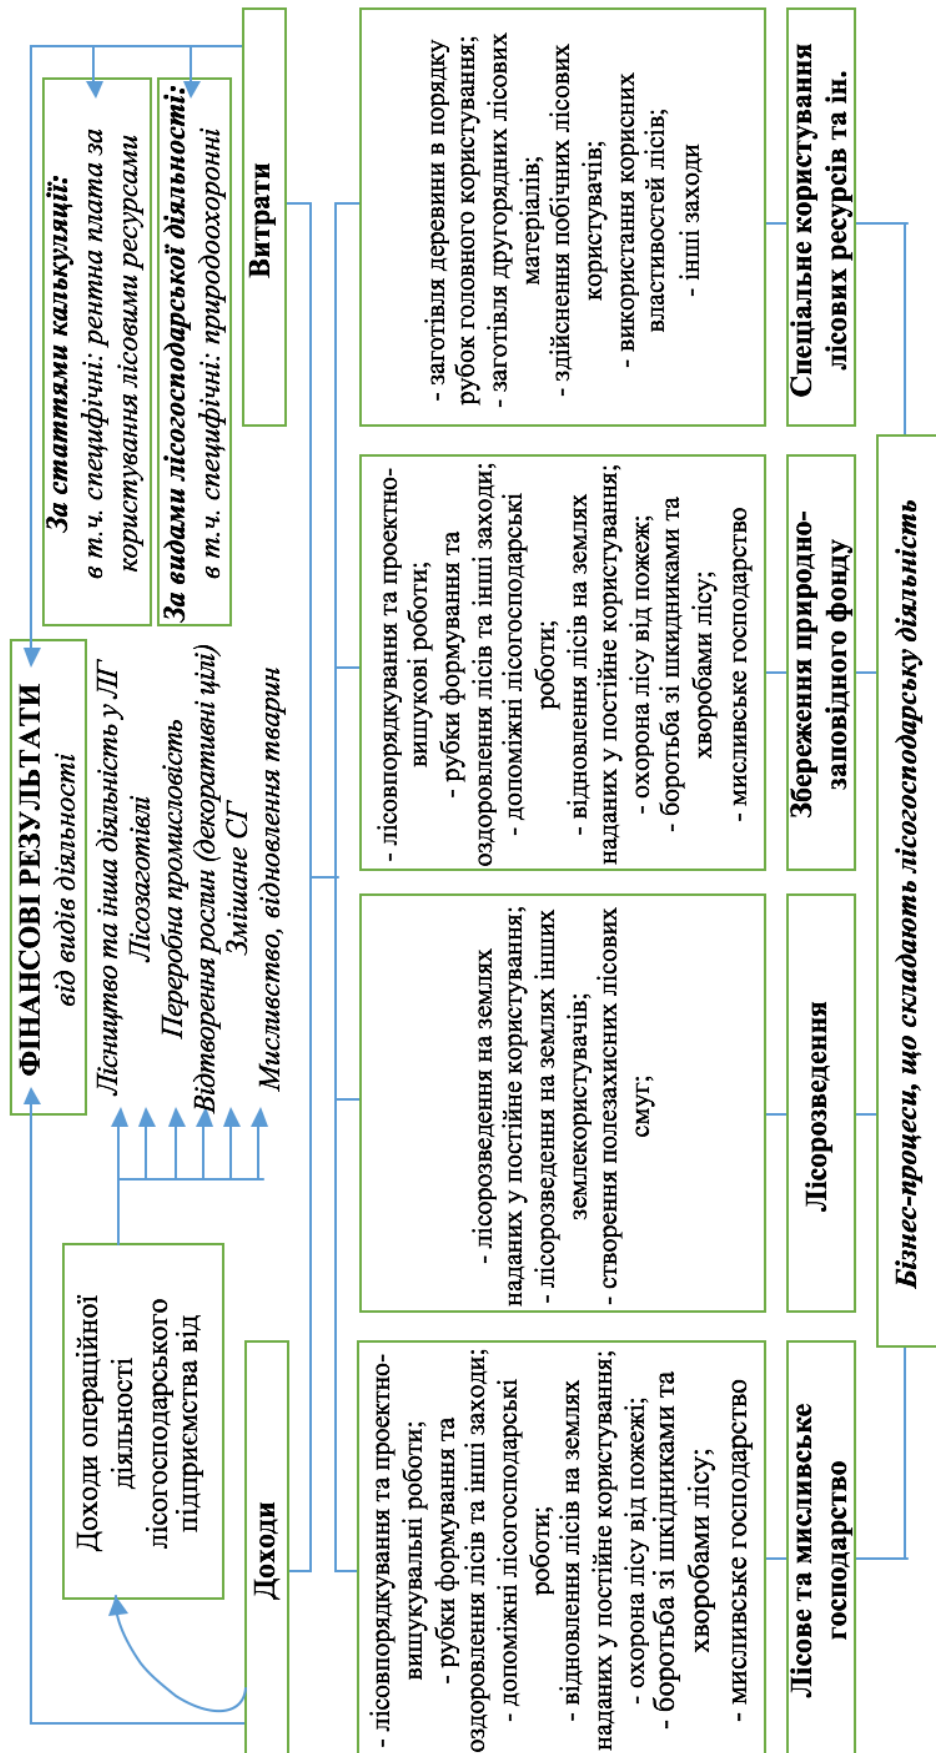 ФІНАНСОВІ РЕЗУЛЬТАТИ
від видів діяльності
Доходи операційної
діяльності
лісогосподарського
підприємства від
Лісництво та інша діяльність у ЛГ
Лісозаготівлі
Переробна промисловість
Відтворення рослин (декоративні цілі)
Змішане СГ
Мисливство, відновлення тварин
За статтями калькуляції:
в т. ч. специфічні: рентна плата за
користування лісовими ресурсами
За видами лісогосподарської діяльності:
в т. ч. специфічні: природоохоронні
Доходи
Витрати
- лісовпорядкування та проектно-
вишукувальні роботи;
- рубки формування та
оздоровлення лісів та інші заходи;
- допоміжні лісогосподарські
роботи;
- відновлення лісів на землях
наданих у постійне користування;
- охорона лісу від пожежі;
- боротьба зі шкідниками та
хворобами лісу;
- мисливське господарство
- лісорозведення на землях
наданих у постійне користування;
- лісорозведення на землях інших
землекористувачів;
- створення полезахисних лісових
смуг;
- лісовпорядкування та проектно-
вишукові роботи;
- рубки формування та
оздоровлення лісів та інші заходи;
- допоміжні лісогосподарські
роботи;
- відновлення лісів на землях
наданих у постійне користування;
- охорона лісу від пожеж;
- боротьба зі шкідниками та
хворобами лісу;
- мисливське господарство
- заготівля деревини в порядку
рубок головного користування;
- заготівля другорядних лісових
матеріалів;
- здійснення побічних лісових
користувачів;
- використання корисних
властивостей лісів;
- інші заходи
Лісове та мисливське
господарство
Лісорозведення
Збереження природно-
заповідного фонду
Спеціальне користування
лісових ресурсів та ін.
Бізнес-процеси, що складають лісогосподарську діяльність